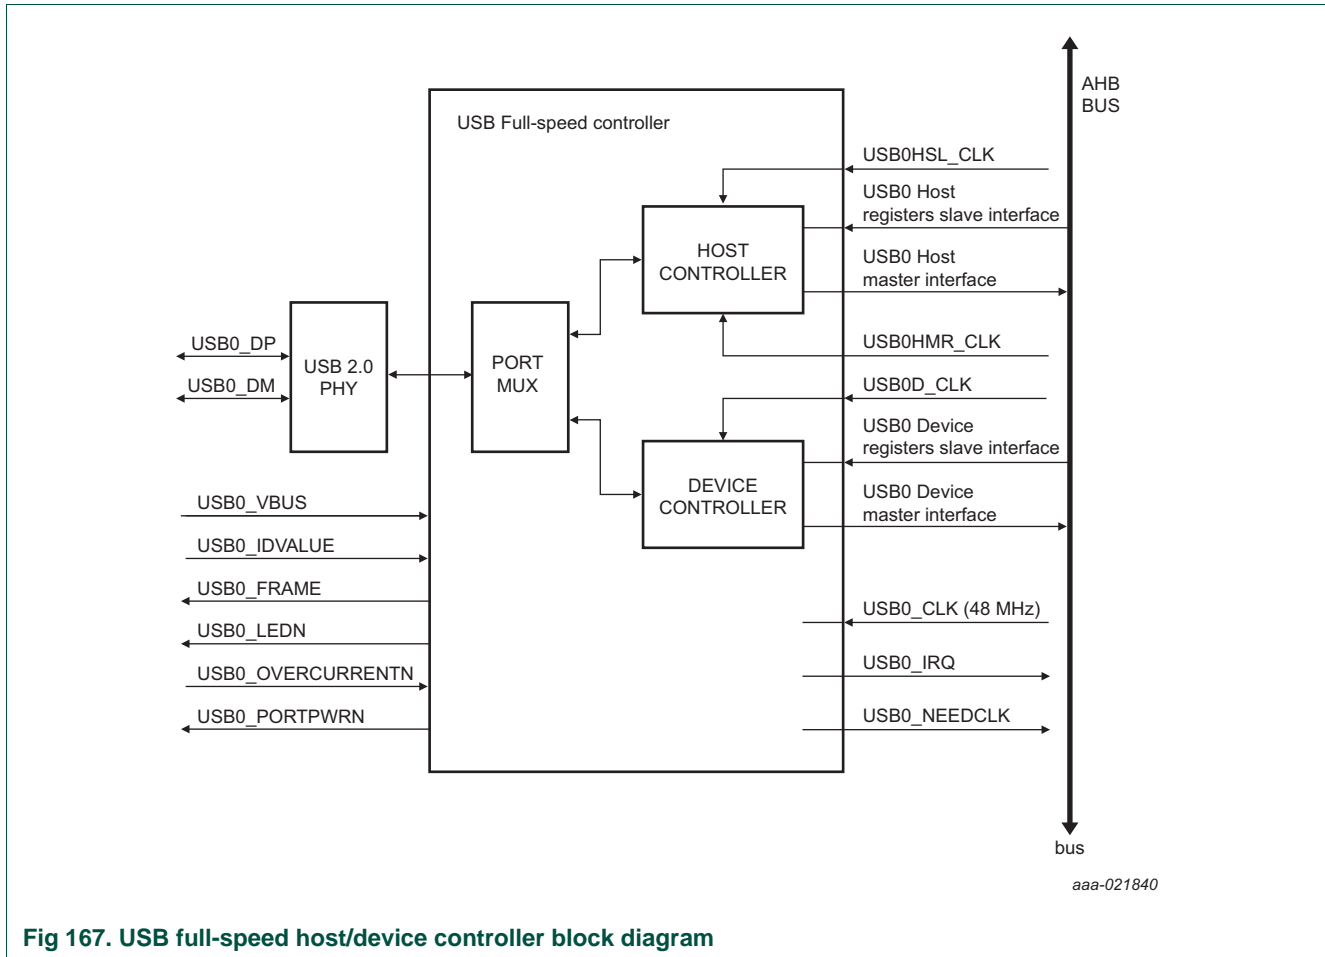 AHB
BUS
USB Full-speed controller
USB0HSL_CLK
USB0 Host
registers slave interface
HOST
CONTROLLER
USB0 Host
master interface
USB0_DP
USB0_DM
USB 2.0
PHY
PORT
MUX
USB0HMR_CLK
USB0D_CLK
USB0 Device
registers slave interface
DEVICE
CONTROLLER
USB0 Device
master interface
USB0_VBUS
USB0_IDVALUE
USB0_FRAME
USB0_LEDN
USB0_OVERCURRENTN
USB0_PORTPWRN
USB0_CLK (48 MHz)
USB0_IRQ
USB0_NEEDCLK
bus
aaa-021840
Fig 167. USB full-speed host/device controller block diagram